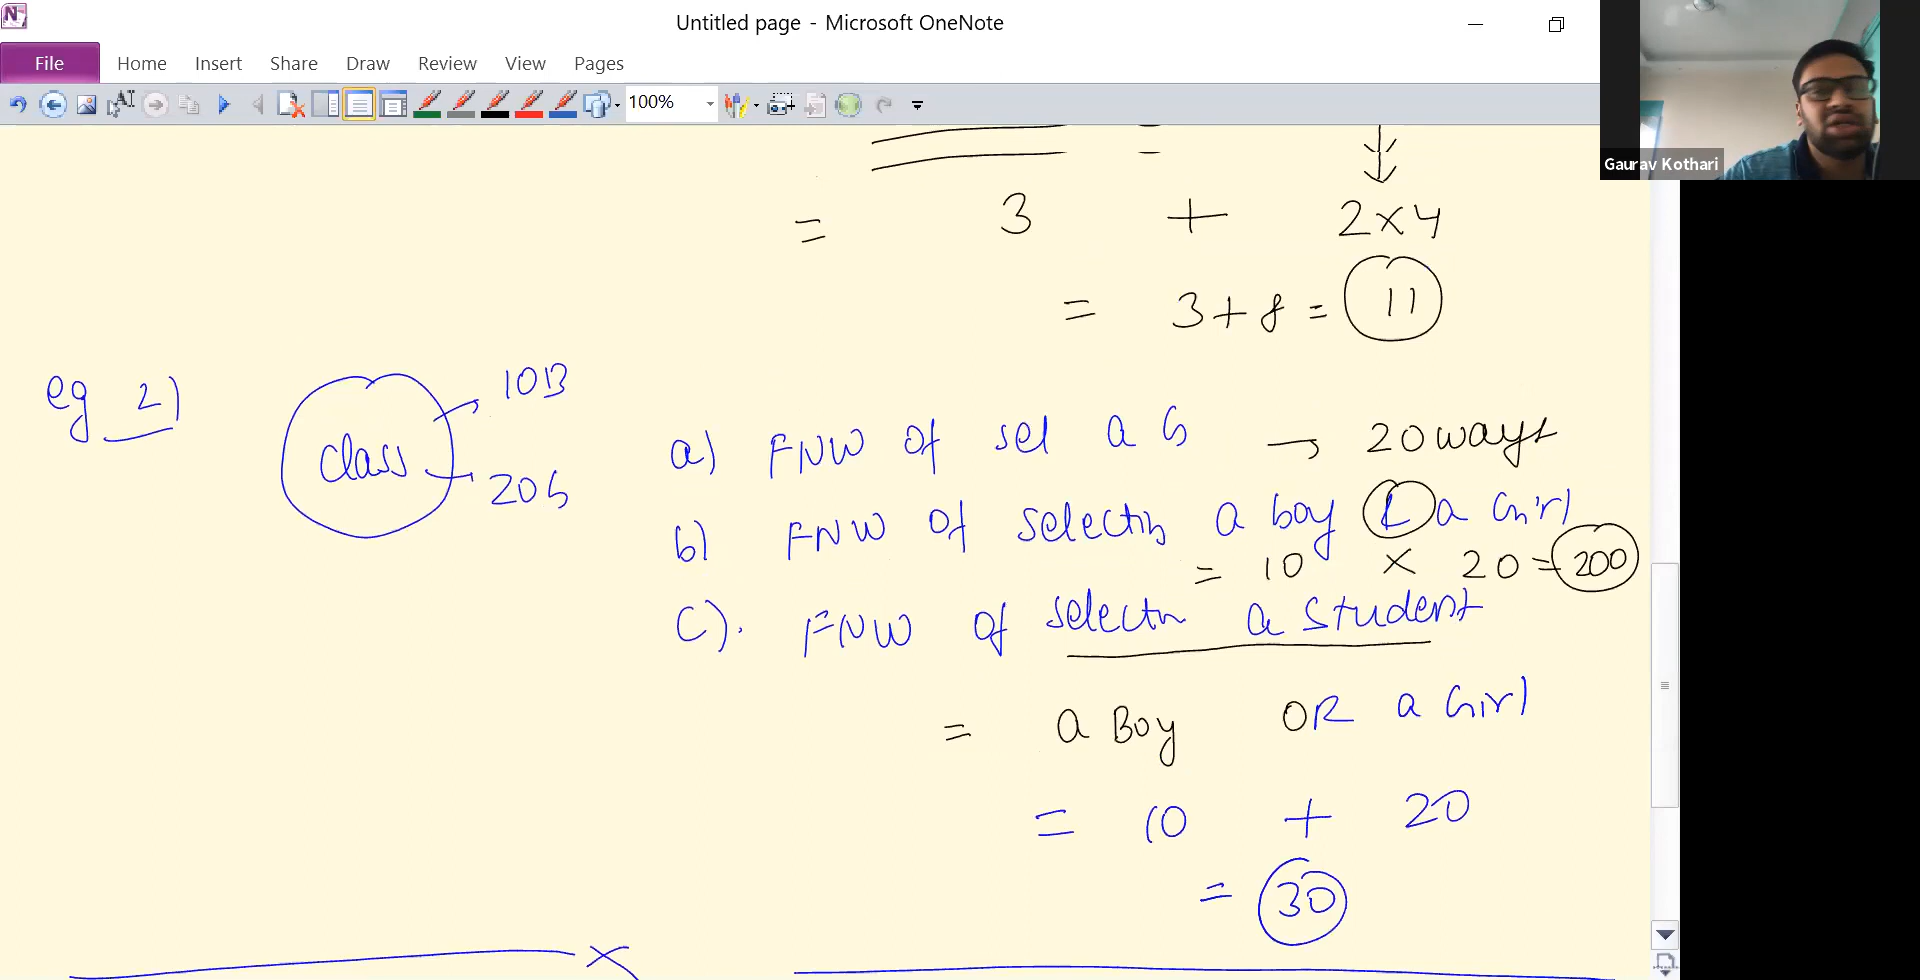 Untitled page - Microsoft OneNote
File Home Insert Share Draw Review View Pages
100%
Gaurav Kothari
= 3 + 2×4
= 3+8 = 11
eg 2)
class
10B
20G
a) FNW of sel a G → 20 ways
b) FNW of selecting a boy & a Girl
= 10 × 20 = 200
c). FNW of selectn a student
= a Boy OR a Girl
= 10 + 20
= 30